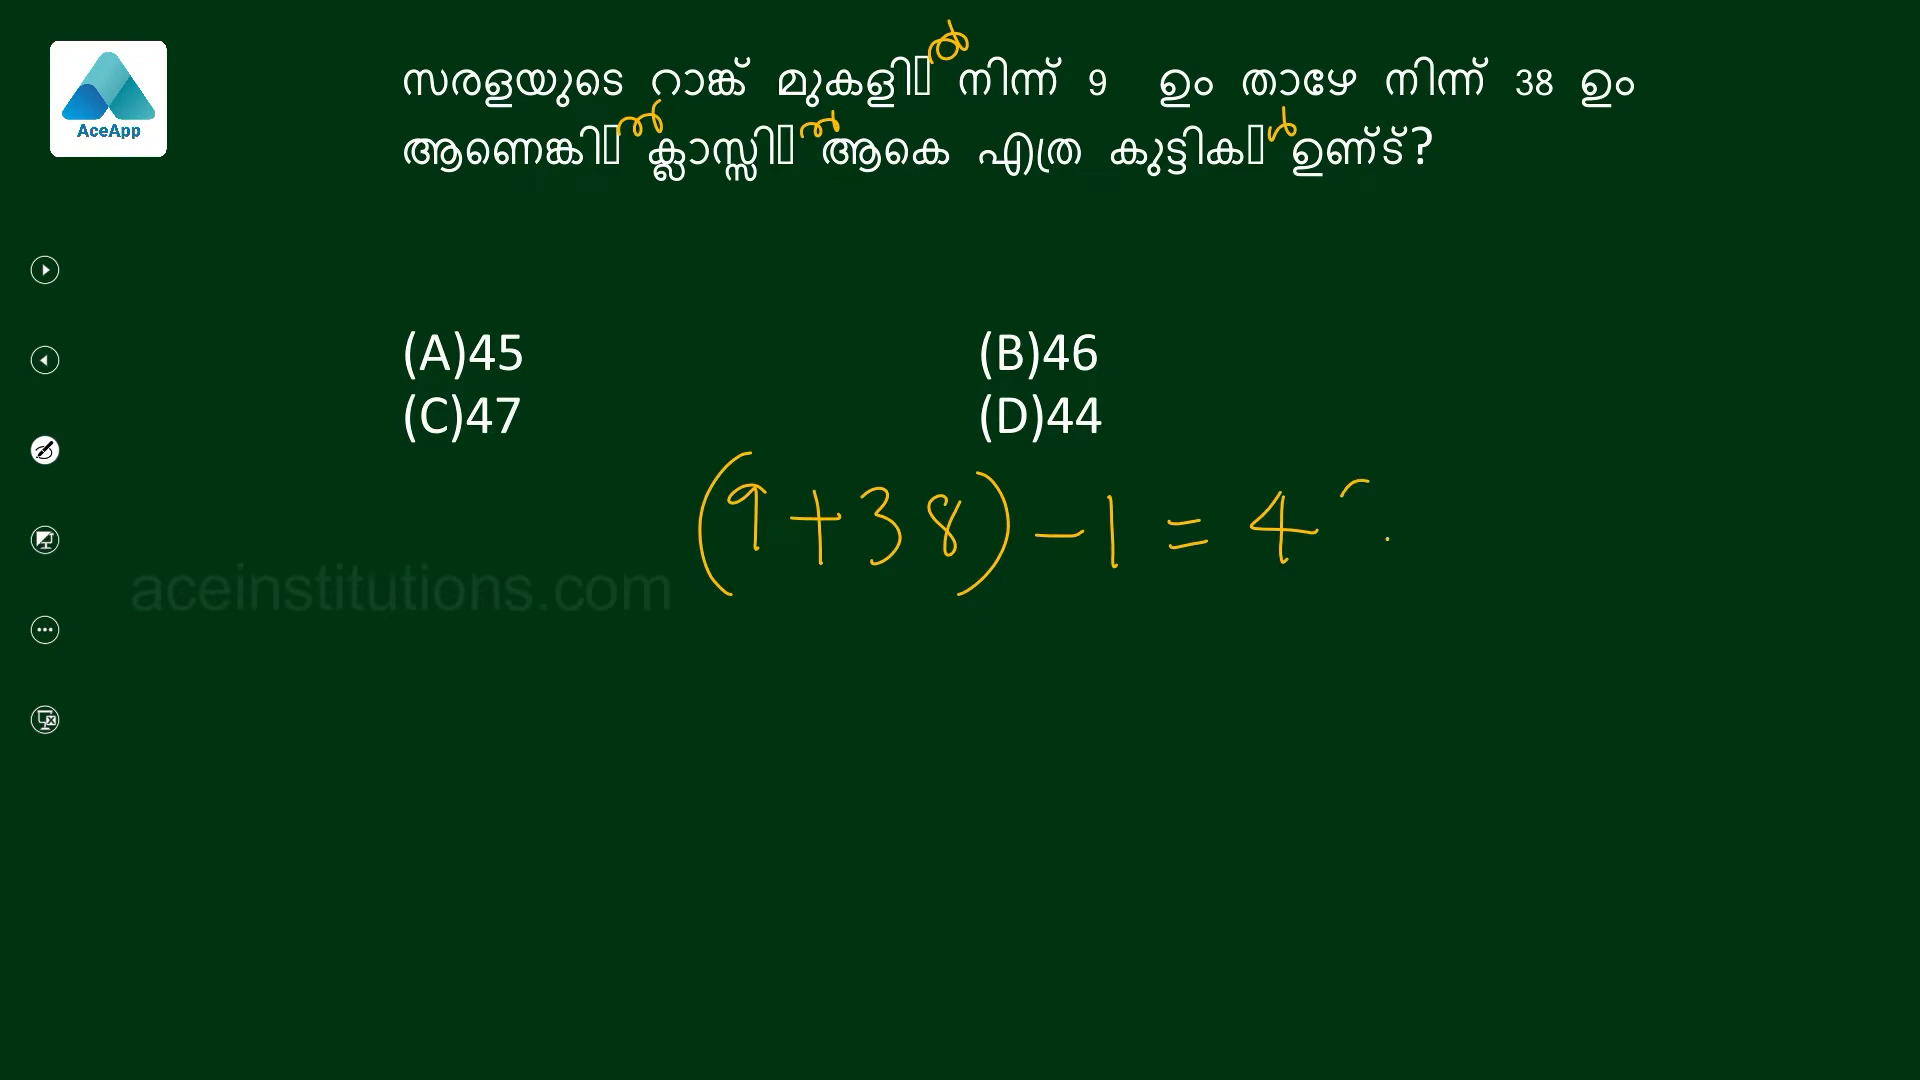 AceApp
സരളയുടെ റാങ്ക് മുകളിൽ നിന്ന് 9 ഉം താഴേ നിന്ന് 38 ഉം
ആണെങ്കിൽ ക്ലാസ്സിൽ ആകെ എത്ര കുട്ടികൾ ഉണ്ട്?
(A)45 (B)46
(C)47 (D)44
(9+38)-1 = 4
aceinstitutions.com